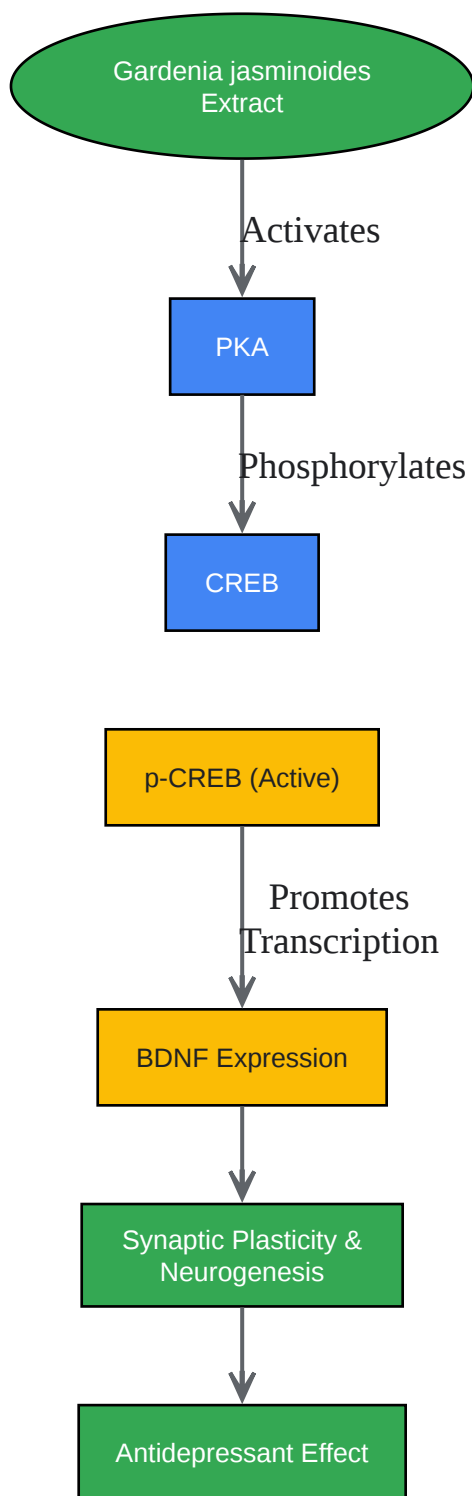 Gardenia jasminoides
Extract
Activates
PKA
Phosphorylates
CREB
p-CREB (Active)
Promotes
Transcription
BDNF Expression
Synaptic Plasticity &
Neurogenesis
Antidepressant Effect